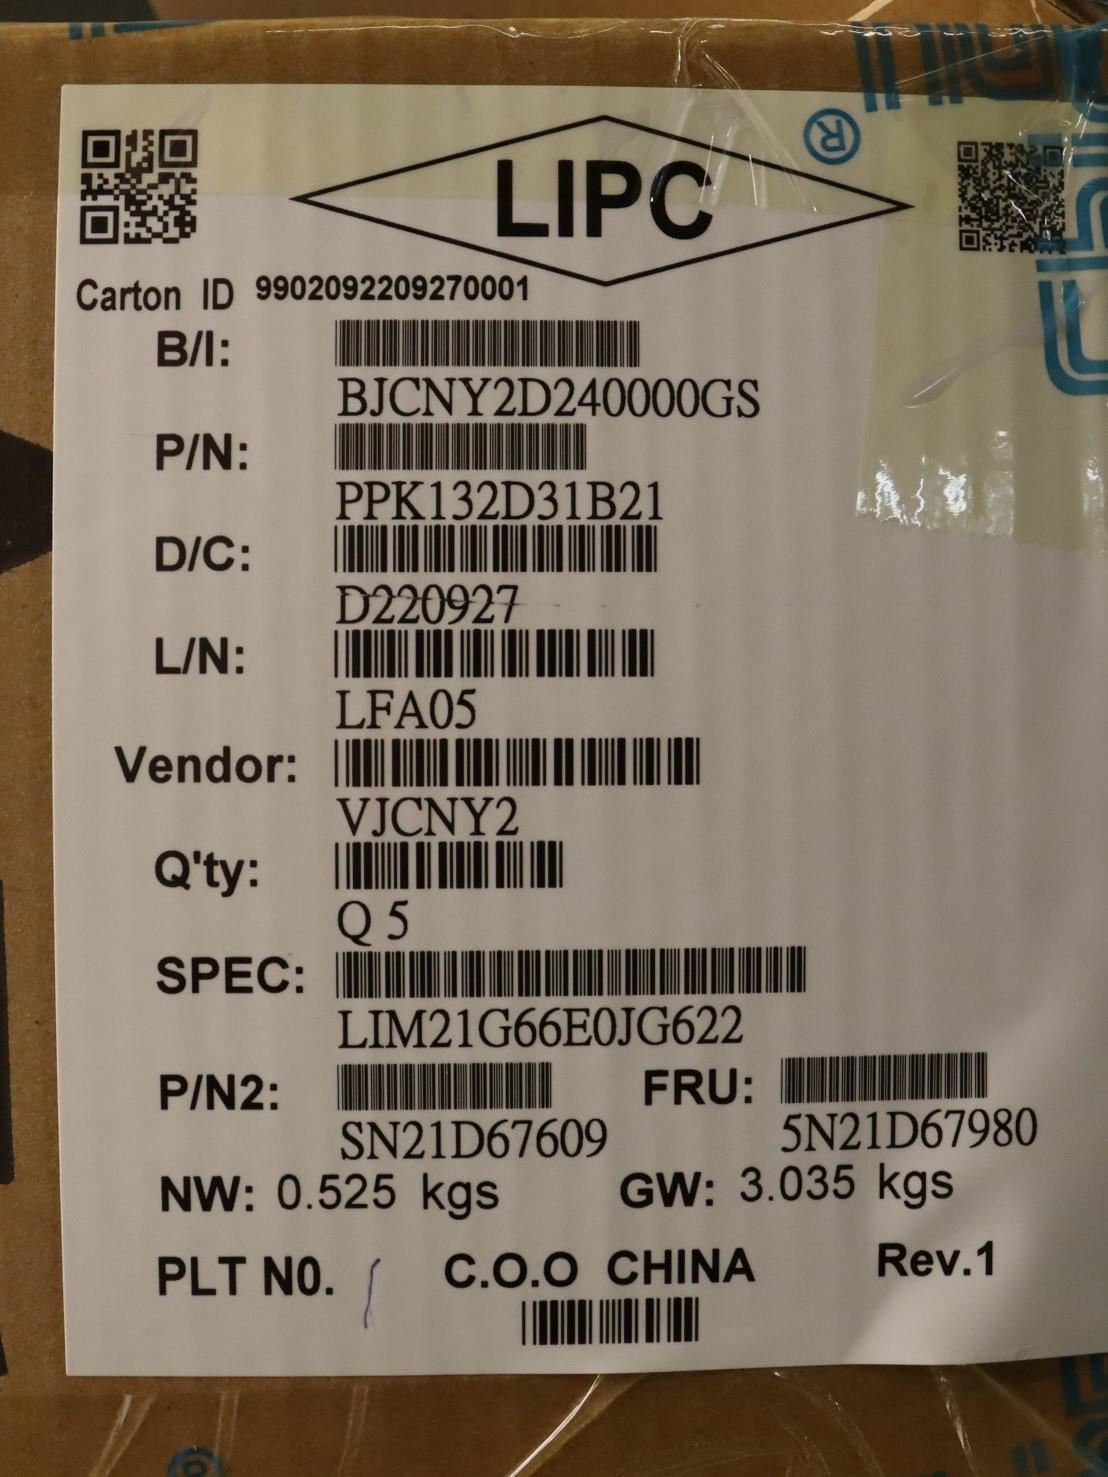 LIPC
®
Carton ID 9902092209270001
B/I:
BJCNY2D240000GS
P/N:
PPK132D31B21
D/C:
D220927
L/N:
LFA05
Vendor:
VJCNY2
Q'ty:
Q 5
SPEC:
LIM21G66E0JG622
P/N2:
SN21D67609
FRU:
5N21D67980
NW: 0.525 kgs GW: 3.035 kgs
PLT N0. / C.O.O CHINA Rev.1
®